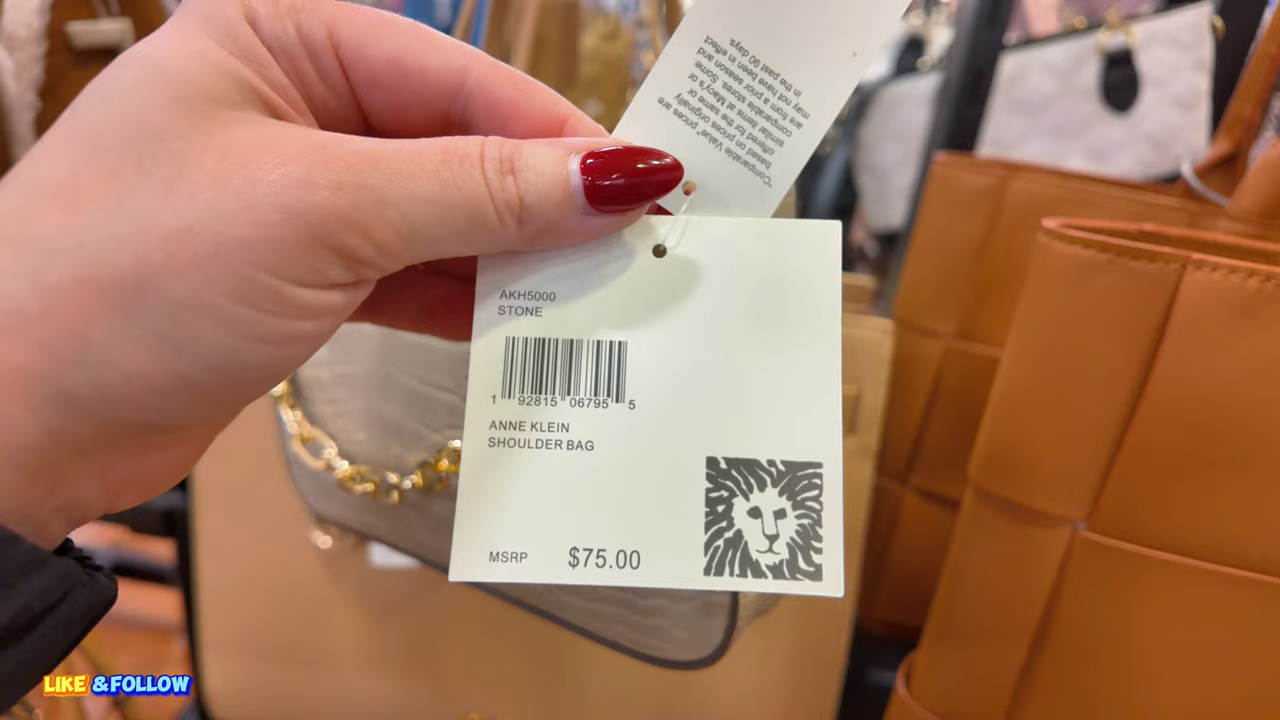 "Comparable Value" prices are
based on prices originally
offered for the same or
similar items at Macy's or
comparable stores. Some
are from a prior season and
may not have been in effect
in the past 90 days.
AKH5000
STONE
1 92815 06795 5
ANNE KLEIN
SHOULDER BAG
MSRP $75.00
LIKE & FOLLOW